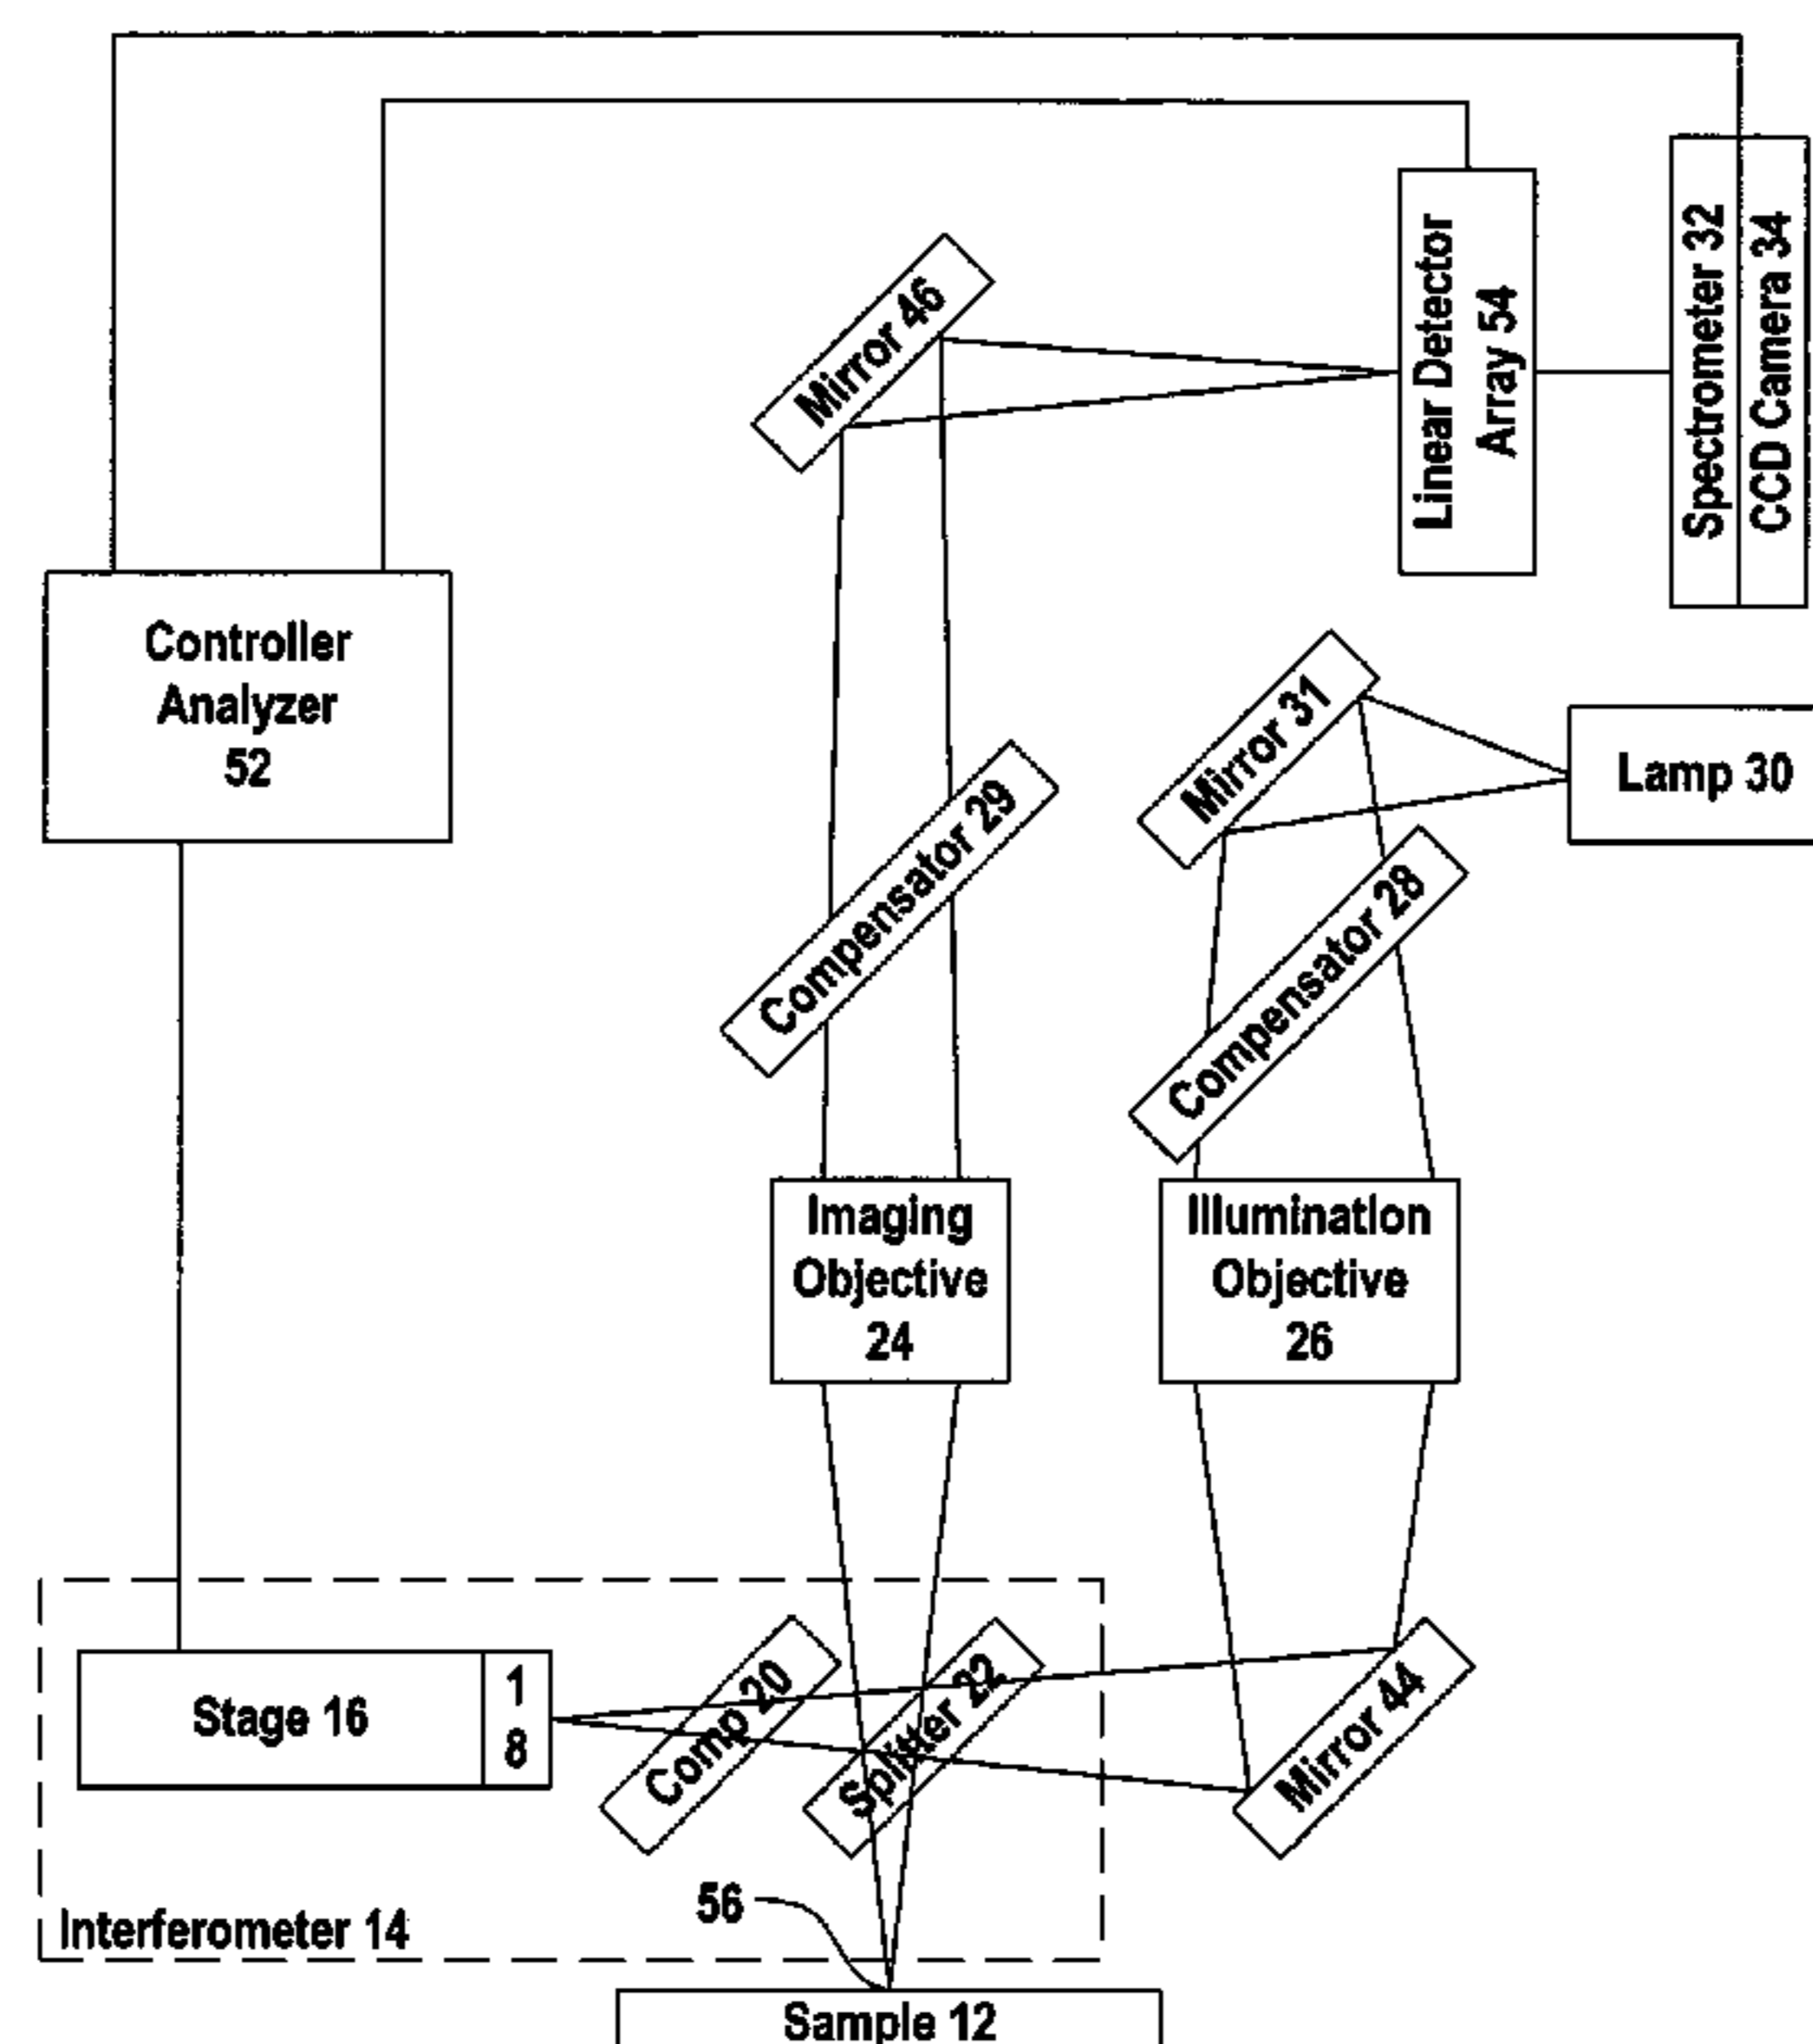 Mirror 46
Linear Detector
Array 54
Spectrometer 32
CCD Camera 34
Controller
Analyzer
52
Mirror 31
Lamp 30
Compensator 29
Compensator 28
Imaging
Objective
24
Illumination
Objective
26
Stage 16
1
8
Comp 20
Splitter 22
Mirror 44
56
Interferometer 14
Sample 12